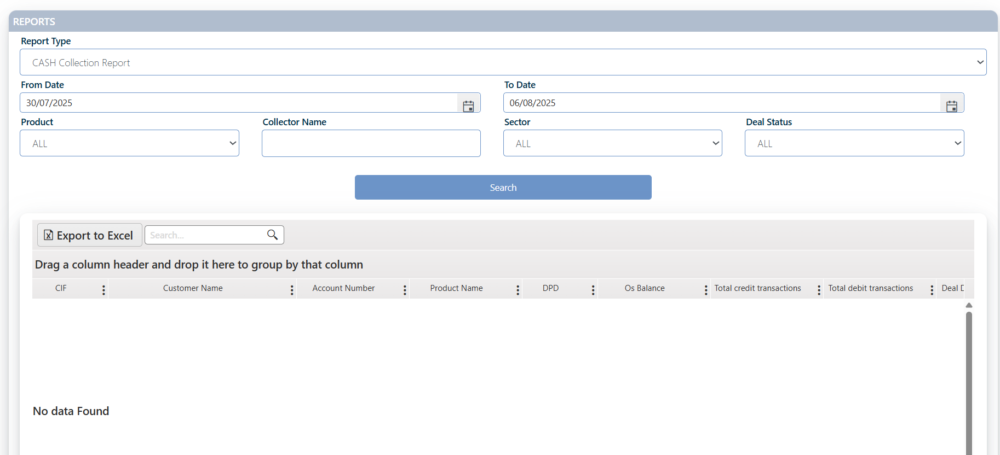 REPORTS
Report Type
CASH Collection Report
From Date
To Date
30/07/2025
06/08/2025
Product
Collector Name
Sector
Deal Status
ALL
ALL
ALL
Search
Export to Excel
Search...
Drag a column header and drop it here to group by that column
CIF
Customer Name
Account Number
Product Name
DPD
Os Balance
Total credit transactions
Total debit transactions
Deal
No data Found